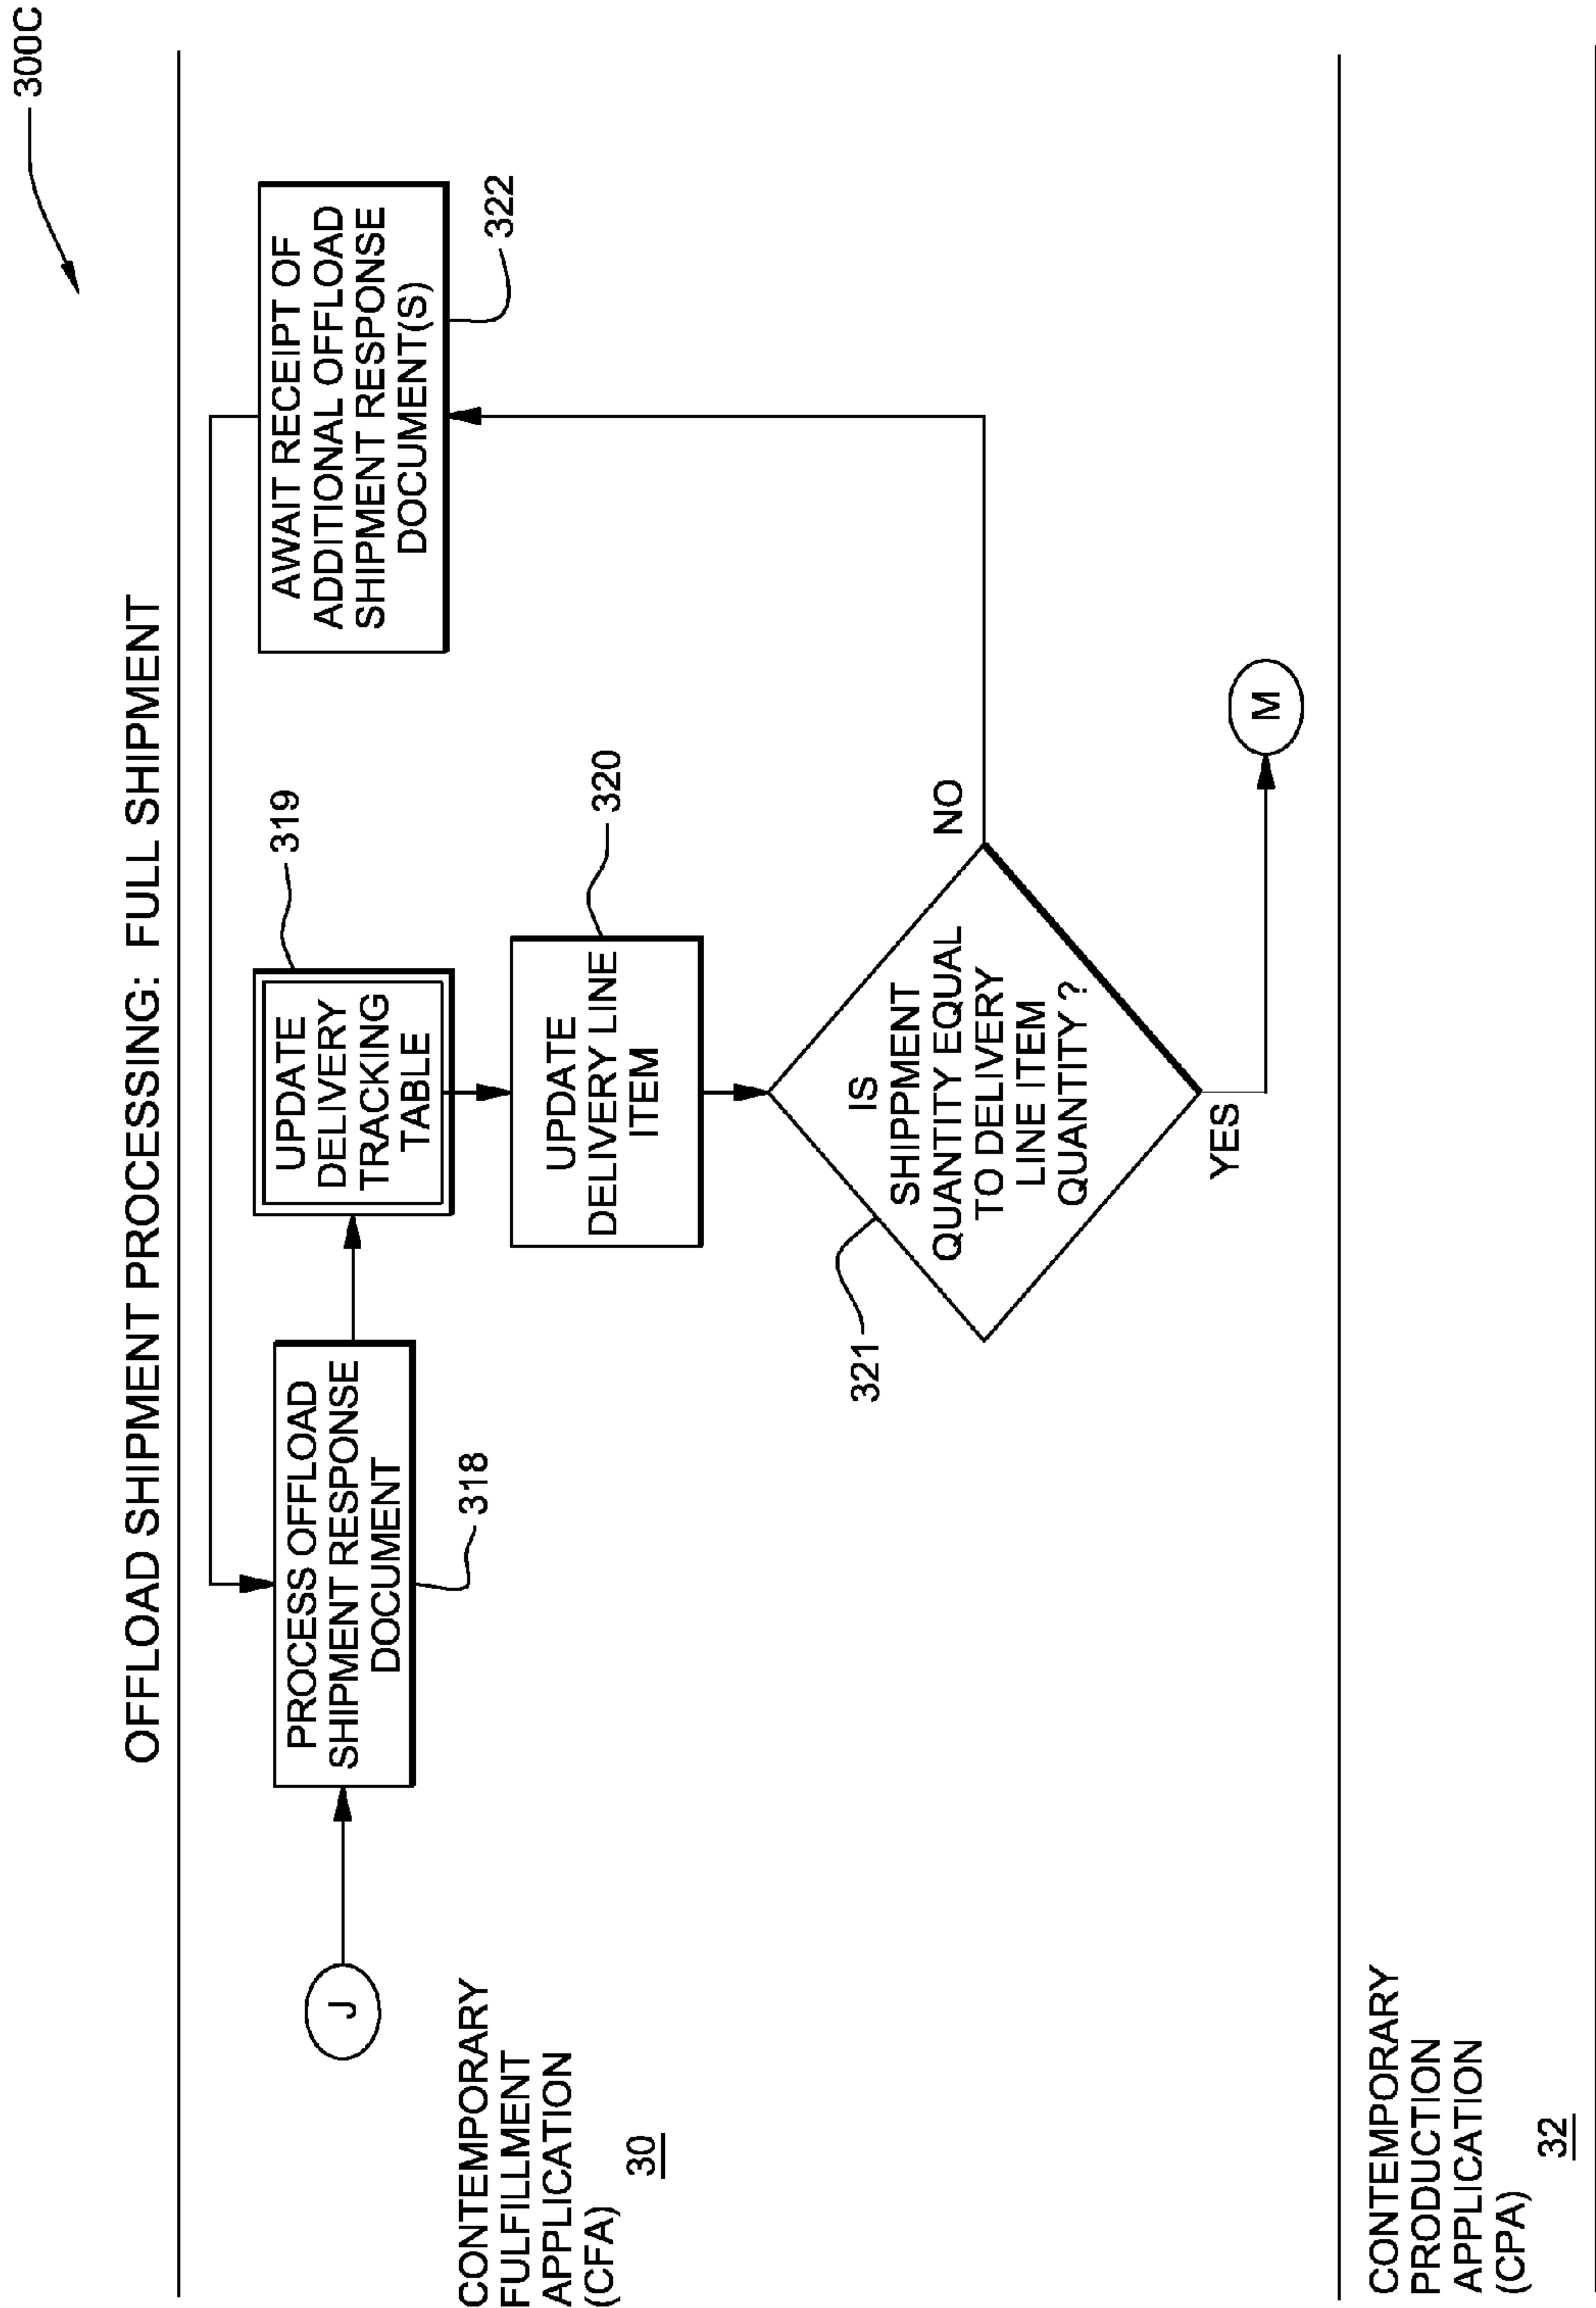 300C
OFFLOAD SHIPMENT PROCESSING: FULL SHIPMENT
J
PROCESS OFFLOAD
SHIPMENT RESPONSE
DOCUMENT
318
UPDATE
DELIVERY
TRACKING
TABLE
319
AWAIT RECEIPT OF
ADDITIONAL OFFLOAD
SHIPMENT RESPONSE
DOCUMENT(S)
322
UPDATE
DELIVERY LINE
ITEM
320
IS
SHIPPMENT
QUANTITY EQUAL
TO DELIVERY
LINE ITEM
QUANTITY ?
321
NO
YES
M
CONTEMPORARY
FULFILLMENT
APPLICATION
(CFA)
30
CONTEMPORARY
PRODUCTION
APPLICATION
(CPA)
32